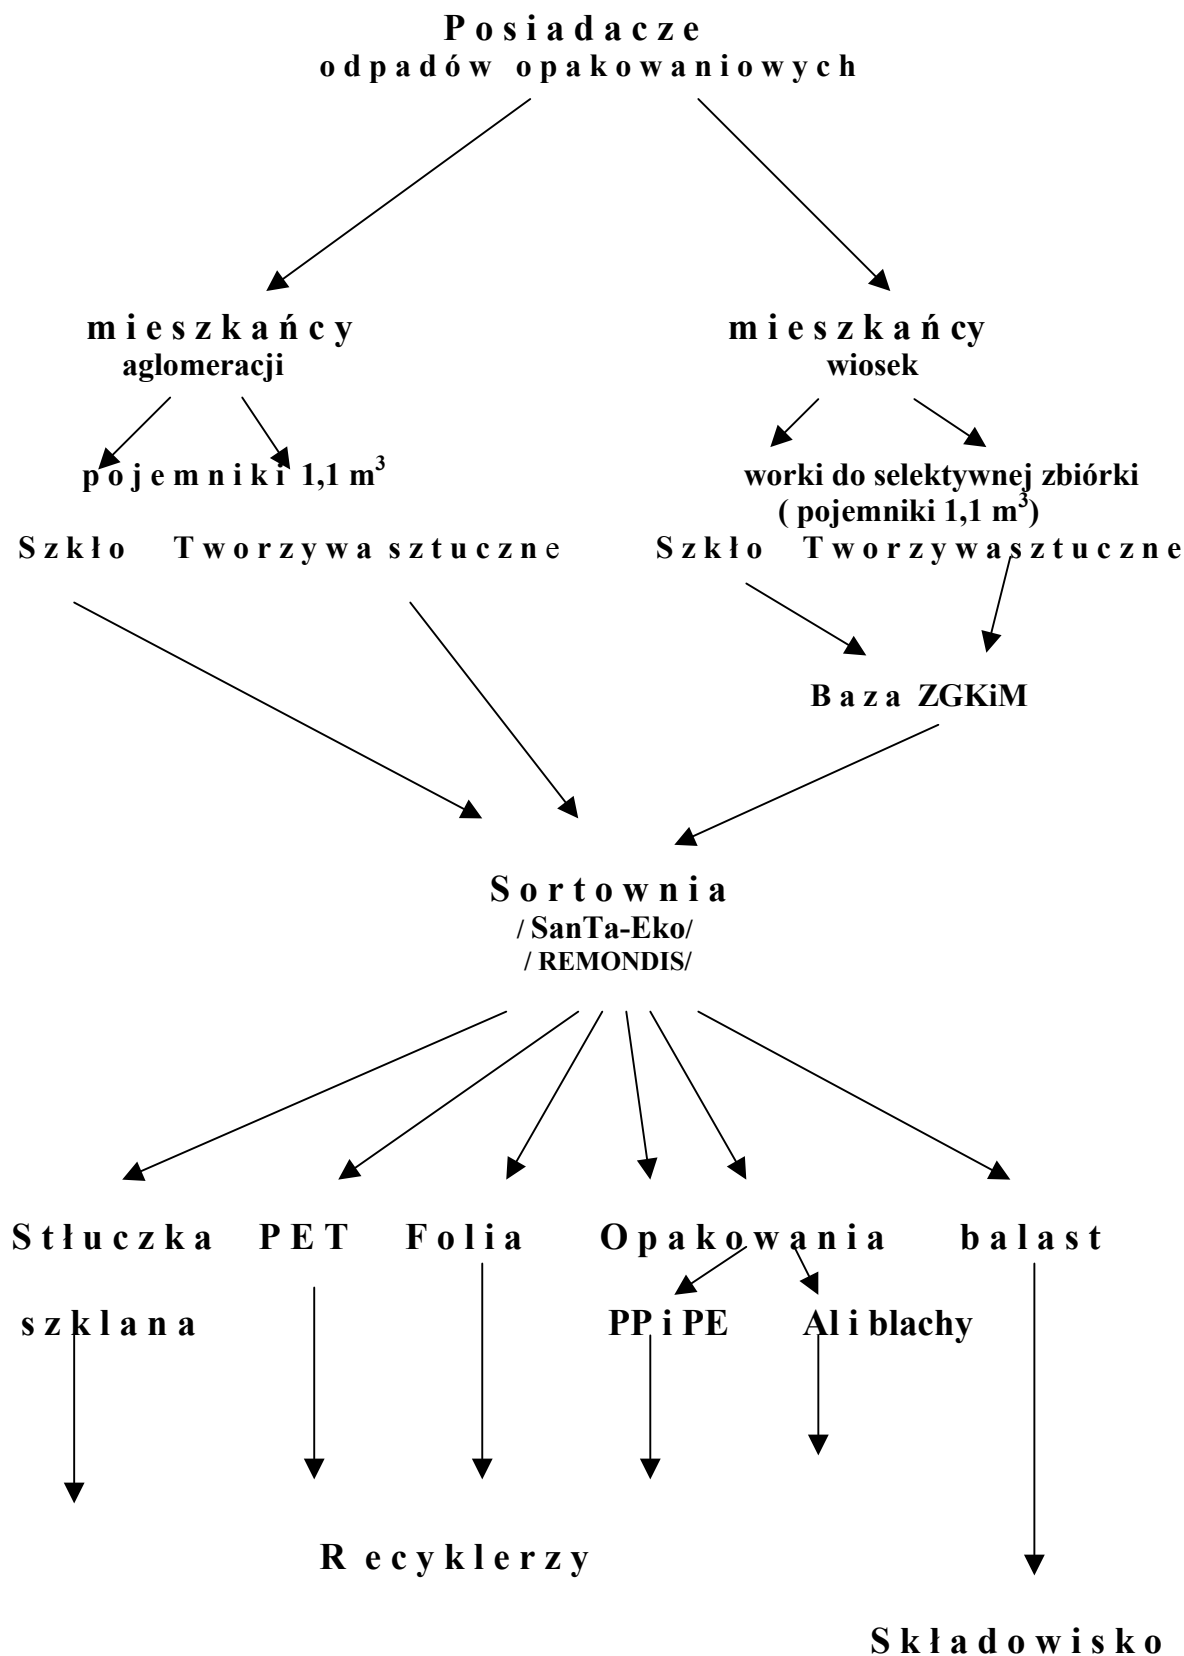 Posiadacze
odpadów opakowaniowych
mieszkańcy mieszkańcy
aglomeracji wiosek
pojemniki 1,1 m³ worki do selektywnej zbiórki
( pojemniki 1,1 m³)
Szkło Tworzywa sztuczne Szkło Tworzywa sztuczne
Baza ZGKiM
Sortownia
/ SanTa-Eko/
/ REMONDIS/
Stłuczka PET Folia Opakowania balast
szklana PP i PE Al i blachy
Recyklerzy
Składowisko